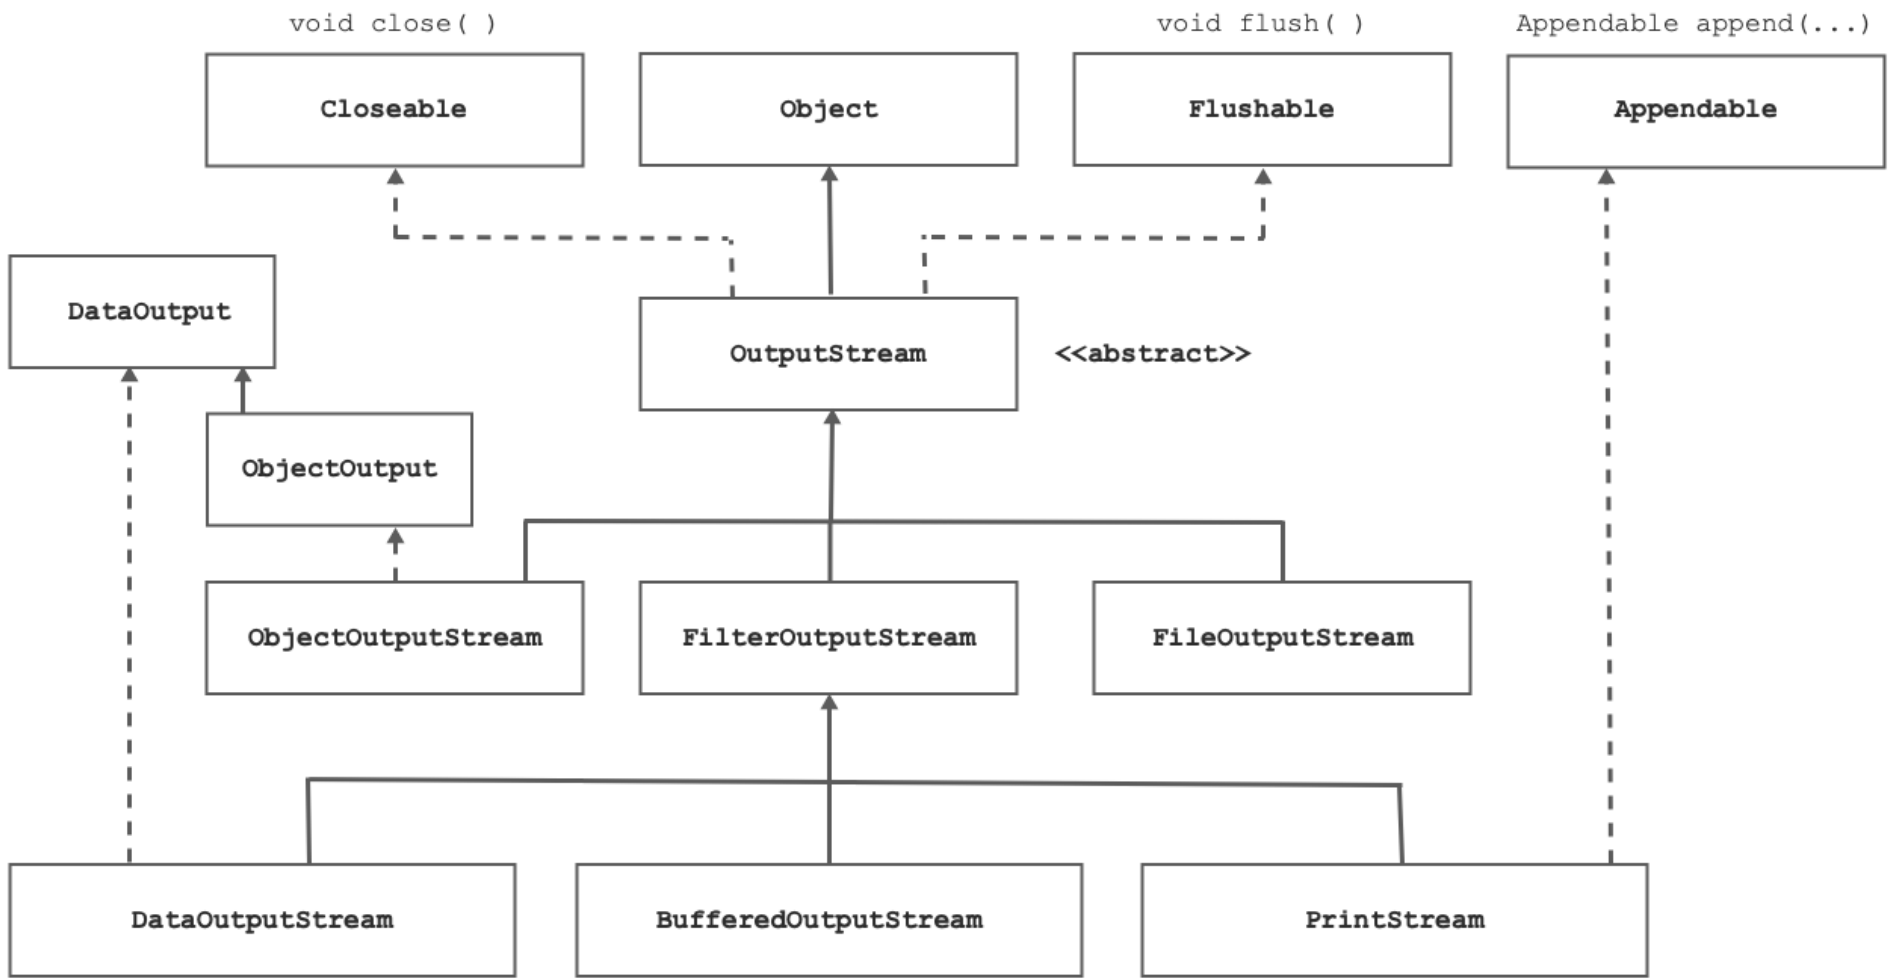 void close( )
void flush( )
Appendable append(...)
Closeable
Object
Flushable
Appendable
DataOutput
OutputStream
<<abstract>>
ObjectOutput
ObjectOutputStream
FilterOutputStream
FileOutputStream
DataOutputStream
BufferedOutputStream
PrintStream